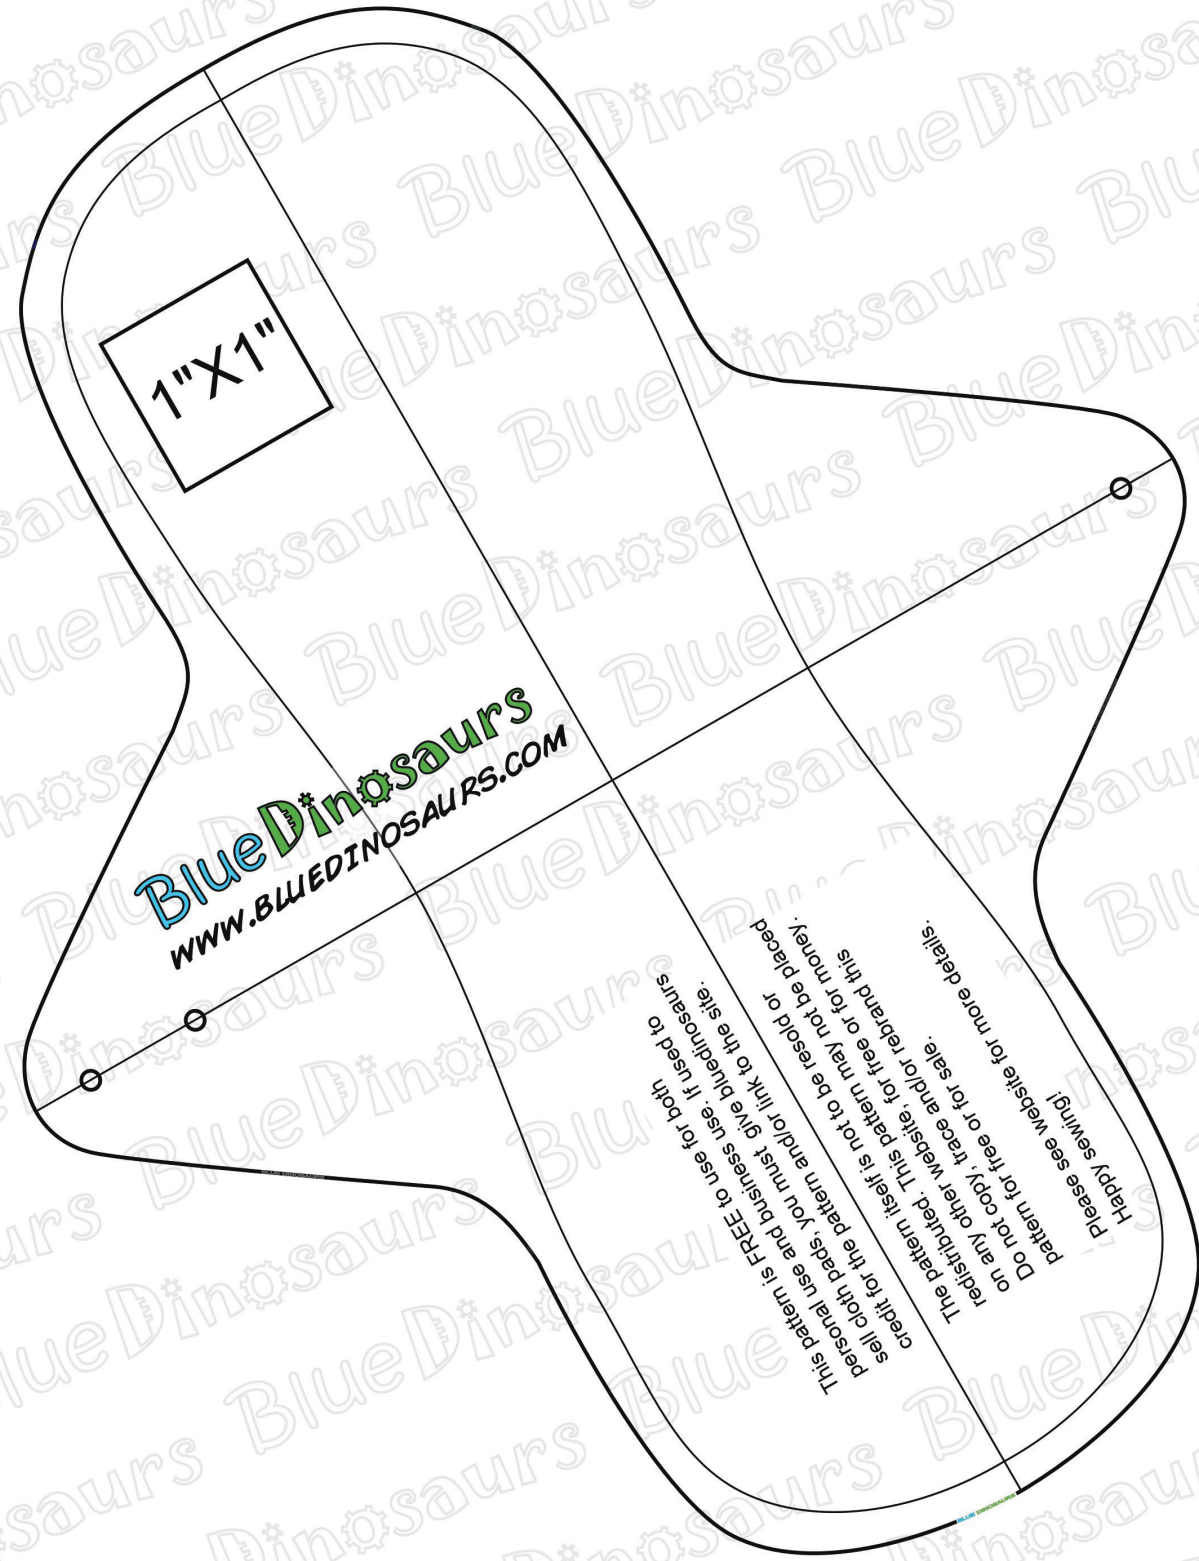 1"X1"
BlueDinosaurs
WWW.BLUEDINOSAURS.COM
This pattern is FREE to use for both
personal use and business use. If used to
sell cloth pads, you must give bluedinosaurs
credit for the pattern and/or link to the site.
The pattern itself is not to be resold or
redistributed. This pattern may not be placed
on any other website, for free or for money.
Do not copy, trace and/or rebrand this
pattern for free or for sale.
Please see website for more details.
Happy sewing!
BLUE DINOSAURS
BLUE DINOSAURS